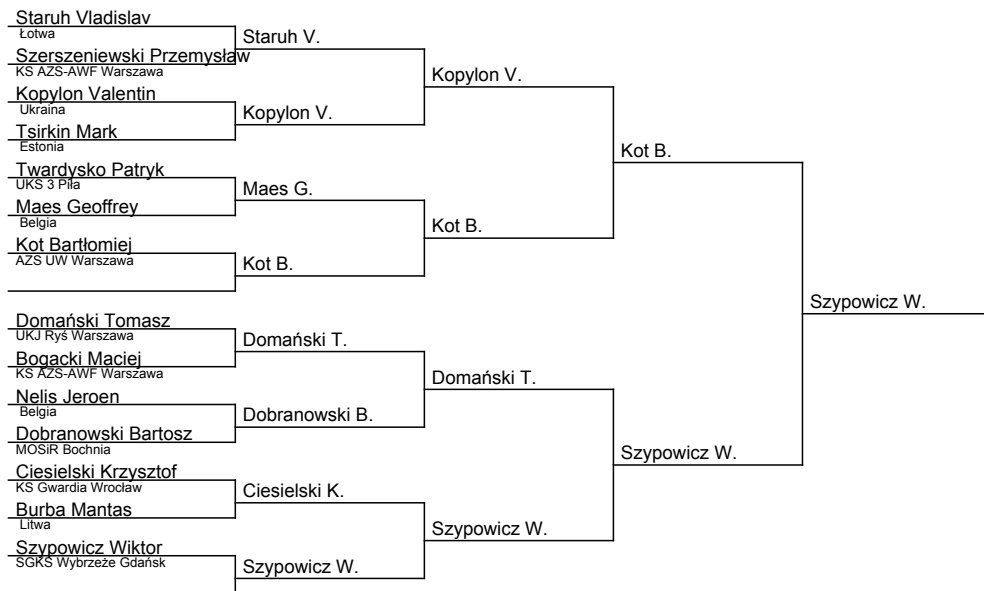 Staruh Vladislav
Łotwa
Szerszeniewski Przemysław
KS AZS-AWF Warszawa
Kopylon Valentin
Ukraina
Tsirkin Mark
Estonia
Twardysko Patryk
UKS 3 Piła
Maes Geoffrey
Belgia
Kot Bartłomiej
AZS UW Warszawa
Domański Tomasz
UKJ Ryś Warszawa
Bogacki Maciej
KS AZS-AWF Warszawa
Nelis Jeroen
Belgia
Dobranowski Bartosz
MOSiR Bochnia
Ciesielski Krzysztof
KS Gwardia Wrocław
Burba Mantas
Litwa
Szypowicz Wiktor
SGKS Wybrzeże Gdańsk
Staruh V.
Kopylon V.
Maes G.
Kot B.
Domański T.
Dobranowski B.
Ciesielski K.
Szypowicz W.
Kopylon V.
Kot B.
Domański T.
Szypowicz W.
Kot B.
Szypowicz W.
Szypowicz W.